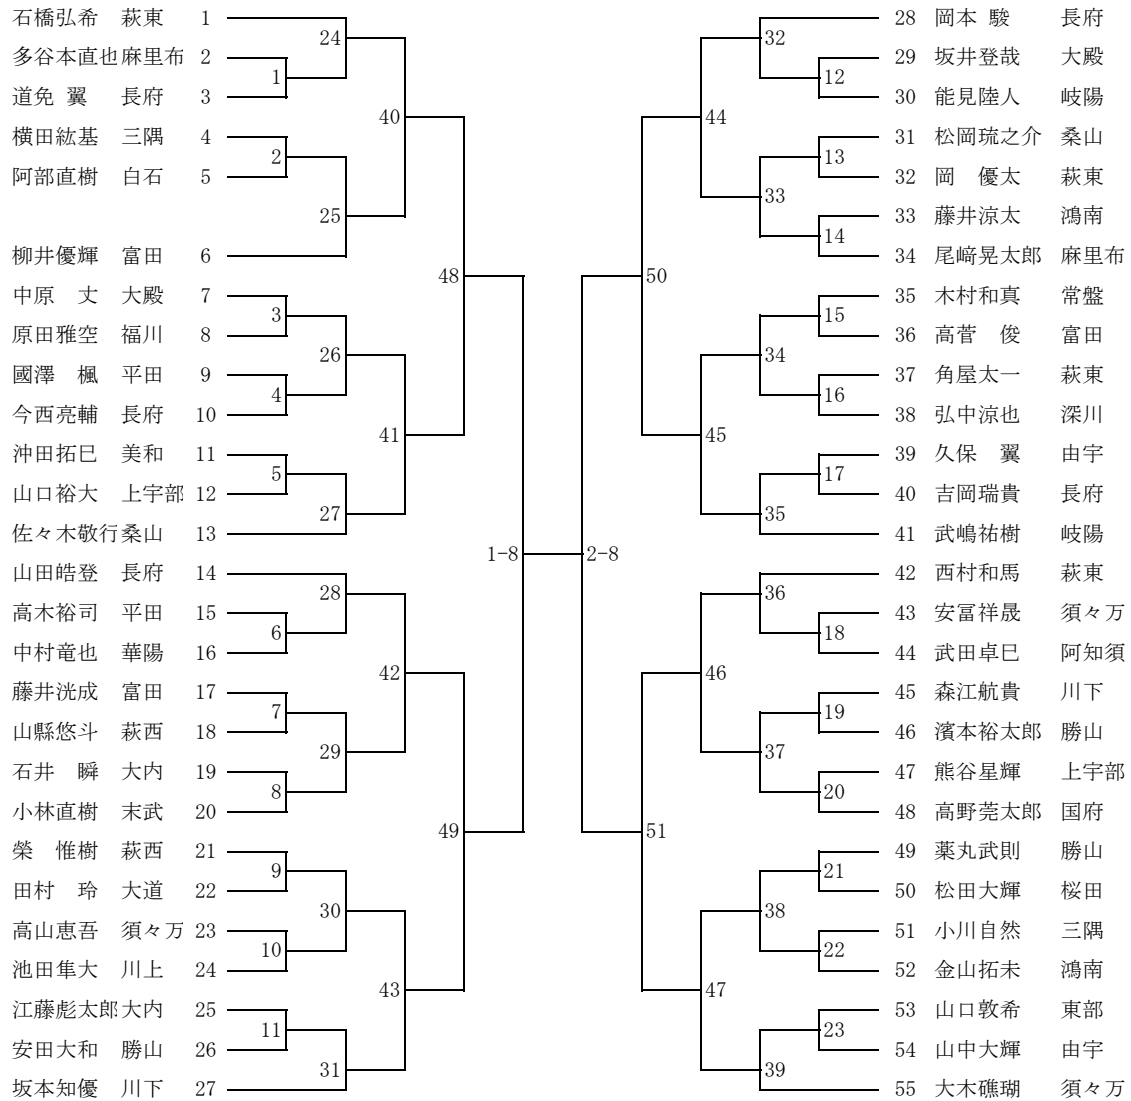 石橋弘希 萩東 1
24
多谷本直也 麻里布 2
1
道免 翼 長府 3
40
横田紘基 三隅 4
2
阿部直樹 白石 5
25
柳井優輝 富田 6
48
中原 丈 大殿 7
3
原田雅空 福川 8
26
國澤 楓 平田 9
4
今西亮輔 長府 10
41
沖田拓巳 美和 11
5
山口裕大 上宇部 12
27
佐々木敬行 桑山 13
1-8
山田皓登 長府 14
28
高木裕司 平田 15
6
中村竜也 華陽 16
42
藤井洸成 富田 17
7
山縣悠斗 萩西 18
29
石井 瞬 大内 19
8
小林直樹 末武 20
49
榮 惟樹 萩西 21
9
田村 玲 大道 22
30
高山恵吾 須々万 23
10
池田隼大 川上 24
43
江藤彪太郎 大内 25
11
安田大和 勝山 26
31
坂本知優 川下 27
28 岡本 駿 長府
32
29 坂井登哉 大殿
12
30 能見陸人 岐陽
44
31 松岡琉之介 桑山
13
32 岡 優太 萩東
33
33 藤井涼太 鴻南
14
34 尾﨑晃太郎 麻里布
50
35 木村和真 常盤
15
36 高菅 俊 富田
34
37 角屋太一 萩東
16
38 弘中涼也 深川
45
39 久保 翼 由宇
17
40 吉岡瑞貴 長府
35
41 武嶋祐樹 岐陽
2-8
42 西村和馬 萩東
36
43 安冨祥晟 須々万
18
44 武田卓巳 阿知須
46
45 森江航貴 川下
19
46 濱本裕太郎 勝山
37
47 熊谷星輝 上宇部
20
48 高野莞太郎 国府
51
49 薬丸武則 勝山
21
50 松田大輝 桜田
38
51 小川自然 三隅
22
52 金山拓未 鴻南
47
53 山口敦希 東部
23
54 山中大輝 由宇
39
55 大木礁瑚 須々万